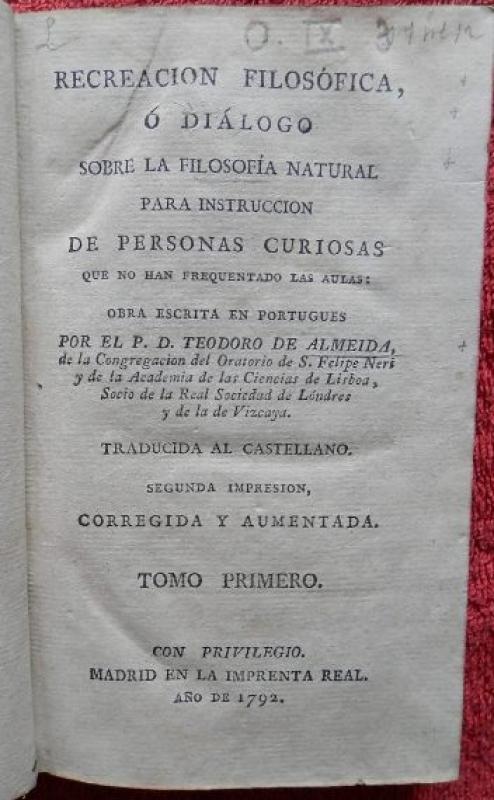 L O. IX 3
RECREACION FILOSÓFICA,
Ó DIÁLOGO
SOBRE LA FILOSOFÍA NATURAL
PARA INSTRUCCION
DE PERSONAS CURIOSAS
QUE NO HAN FREQUENTADO LAS AULAS:
OBRA ESCRITA EN PORTUGUES
POR EL P. D. TEODORO DE ALMEIDA,
de la Congregacion del Oratorio de S. Felipe Neri
y de la Academia de las Ciencias de Lisboa,
Socio de la Real Sociedad de Lóndres
y de la de Vizcaya.
TRADUCIDA AL CASTELLANO.
SEGUNDA IMPRESION,
CORREGIDA Y AUMENTADA.
TOMO PRIMERO.
CON PRIVILEGIO.
MADRID EN LA IMPRENTA REAL.
AÑO DE 1792.